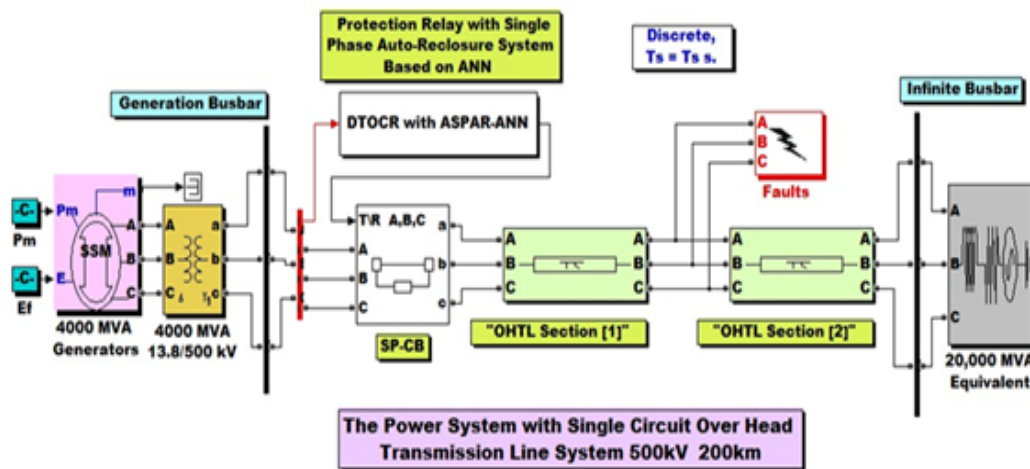 Protection Relay with Single
Phase Auto-Reclosure System
Based on ANN
Discrete,
Ts = Ts s.
Generation Busbar
Infinite Busbar
DTOCR with ASPAR-ANN
A
B
C
Faults
-C-
Pm
-C-
Ef
Pm
m
SSM
E
A
B
C
4000 MVA
Generators
A
B
C
a
b
c
4000 MVA
13.8/500 kV
T\R A,B,C
A
B
C
a
b
c
SP-CB
A
B
C
A
B
C
"OHTL Section [1]"
A
B
C
A
B
C
"OHTL Section [2]"
A
B
C
20,000 MVA
Equivalent
The Power System with Single Circuit Over Head
Transmission Line System 500kV 200km